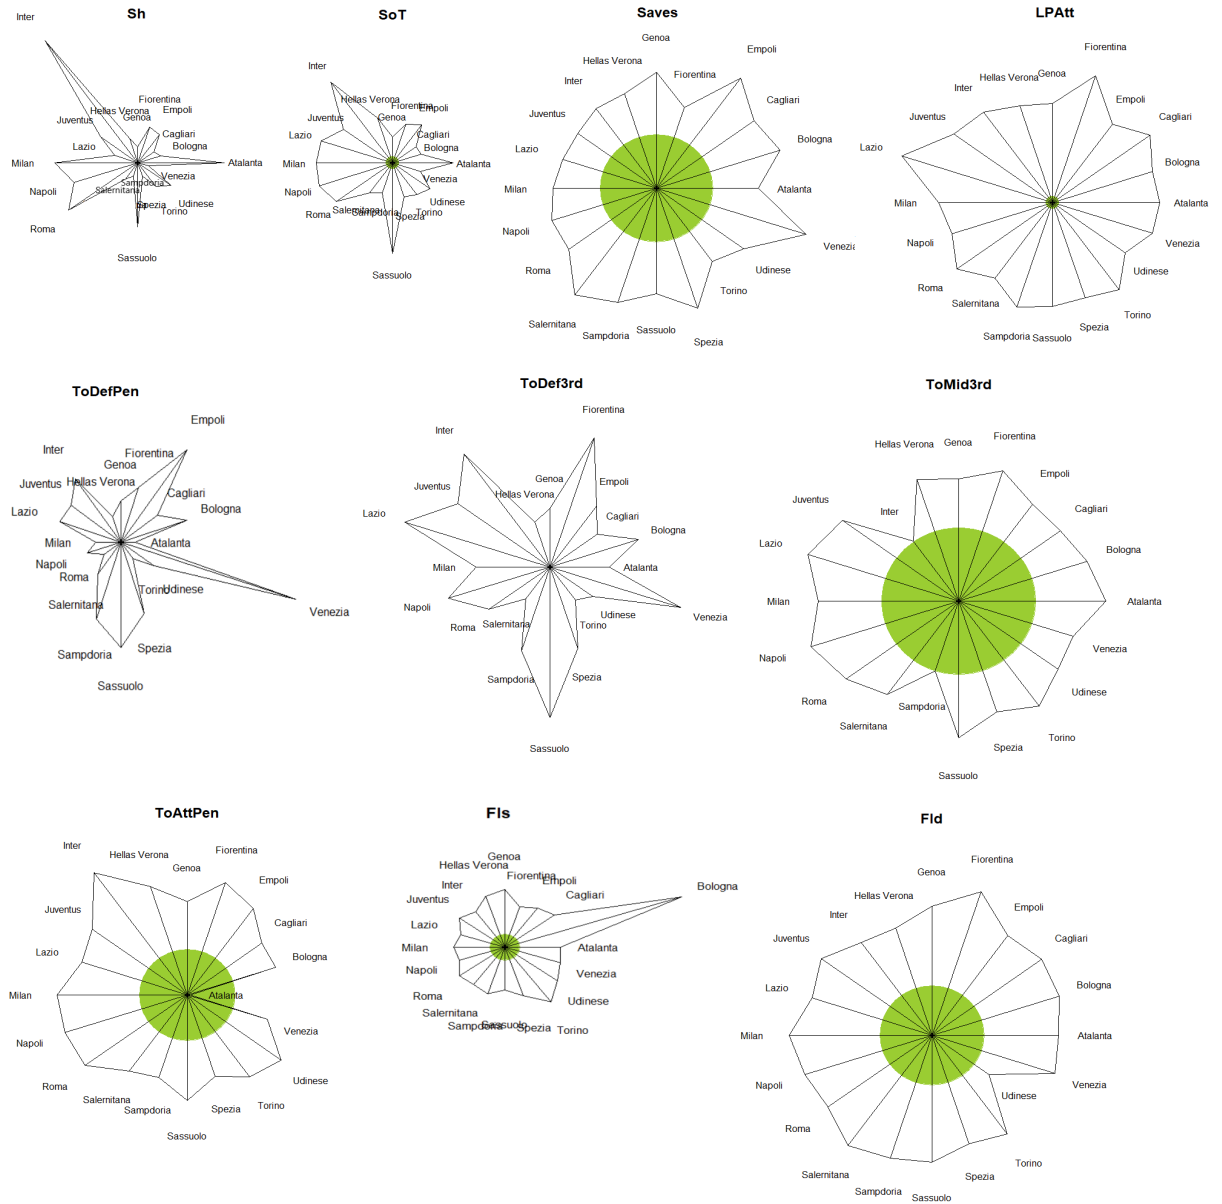 Sh
Inter
Fiorentina
Hellas Verona
Empoli
Genoa
Juventus
Cagliari
Lazio
Bologna
Milan
Atalanta
Venezia
Sampdoria
Napoli
Salernitana
Spezia
Udinese
Torino
Roma
Sassuolo
SoT
Inter
Hellas Verona
Fiorentina
Empoli
Juventus
Genoa
Lazio
Cagliari
Bologna
Milan
Atalanta
Venezia
Napoli
Udinese
Salernitana
Sampdoria
Torino
Roma
Spezia
Sassuolo
Saves
Genoa
Empoli
Hellas Verona
Fiorentina
Inter
Juventus
Cagliari
Lazio
Bologna
Milan
Atalanta
Napoli
Venezia
Roma
Udinese
Torino
Salernitana
Sampdoria
Sassuolo
Spezia
LPAtt
Fiorentina
Genoa
Hellas Verona
Inter
Empoli
Juventus
Cagliari
Lazio
Bologna
Milan
Atalanta
Napoli
Venezia
Roma
Udinese
Salernitana
Torino
Spezia
Sampdoria
Sassuolo
ToDefPen
Empoli
Inter
Fiorentina
Genoa
Juventus
Hellas Verona
Cagliari
Lazio
Bologna
Milan
Atalanta
Napoli
Roma
Torino
Udinese
Salernitana
Venezia
Sampdoria
Spezia
Sassuolo
ToDef3rd
Fiorentina
Inter
Genoa
Juventus
Empoli
Hellas Verona
Lazio
Cagliari
Bologna
Milan
Atalanta
Napoli
Udinese
Venezia
Roma
Salernitana
Torino
Sampdoria
Spezia
Sassuolo
ToMid3rd
Hellas Verona
Genoa
Fiorentina
Empoli
Juventus
Inter
Cagliari
Lazio
Bologna
Milan
Atalanta
Napoli
Venezia
Roma
Sampdoria
Udinese
Salernitana
Torino
Spezia
Sassuolo
ToAttPen
Inter
Hellas Verona
Genoa
Fiorentina
Empoli
Juventus
Cagliari
Lazio
Bologna
Milan
Atalanta
Napoli
Venezia
Roma
Udinese
Salernitana
Sampdoria
Spezia
Torino
Sassuolo
Fls
Genoa
Hellas Verona
Fiorentina
Inter
Empoli
Bologna
Juventus
Cagliari
Lazio
Milan
Atalanta
Napoli
Venezia
Roma
Udinese
Salernitana
Sampdoria
Sassuolo
Spezia
Torino
Fld
Fiorentina
Genoa
Hellas Verona
Empoli
Inter
Juventus
Cagliari
Lazio
Bologna
Milan
Atalanta
Napoli
Venezia
Roma
Udinese
Torino
Salernitana
Spezia
Sampdoria
Sassuolo